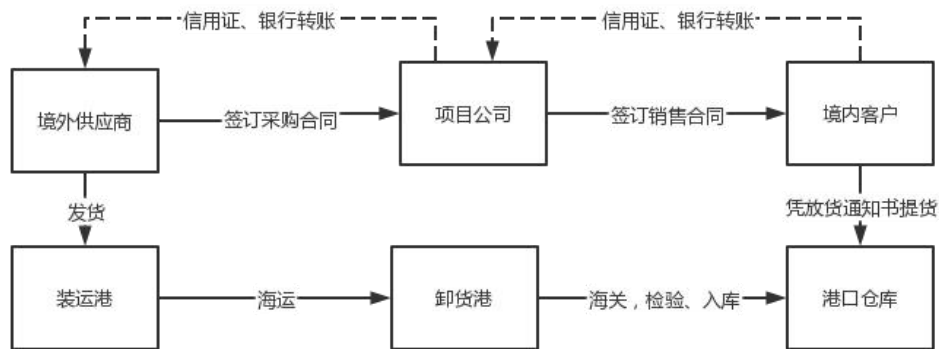 信用证、银行转账
信用证、银行转账
境外供应商
签订采购合同
项目公司
签订销售合同
境内客户
发货
凭放货通知书提货
装运港
海运
卸货港
海关，检验、入库
港口仓库